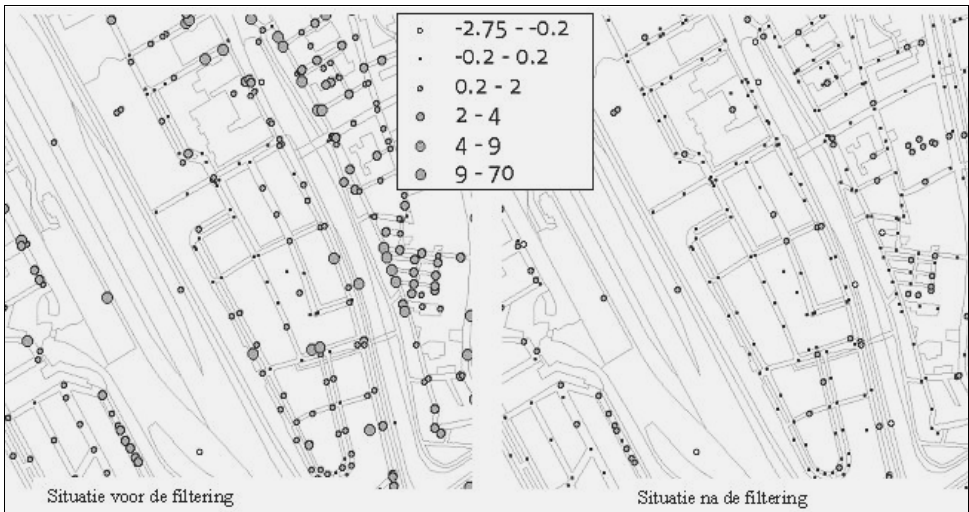 -2.75 - -0.2
-0.2 - 0.2
0.2 - 2
2 - 4
4 - 9
9 - 70
Situatie voor de filtering
Situatie na de filtering